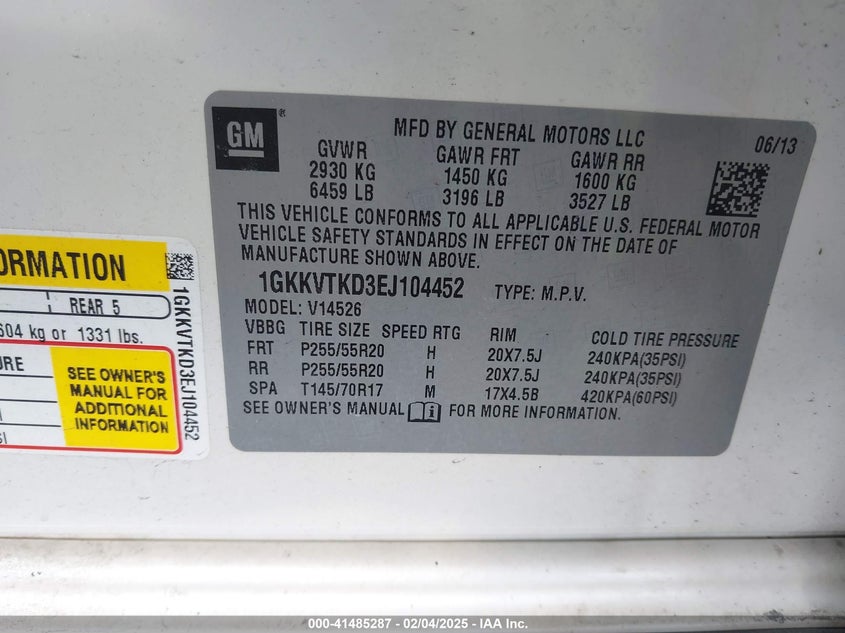 GM ®
MFD BY GENERAL MOTORS LLC 06/13
GVWR GAWR FRT GAWR RR
2930 KG 1450 KG 1600 KG
6459 LB 3196 LB 3527 LB
THIS VEHICLE CONFORMS TO ALL APPLICABLE U.S. FEDERAL MOTOR
VEHICLE SAFETY STANDARDS IN EFFECT ON THE DATE OF
MANUFACTURE SHOWN ABOVE.
1GKKVTKD3EJ104452 TYPE: M.P.V.
MODEL: V14526
VBBG TIRE SIZE SPEED RTG RIM COLD TIRE PRESSURE
FRT P255/55R20 H 20X7.5J 240KPA(35PSI)
RR P255/55R20 H 20X7.5J 240KPA(35PSI)
SPA T145/70R17 M 17X4.5B 420KPA(60PSI)
SEE OWNER'S MANUAL FOR MORE INFORMATION.
ORMATION
REAR 5
604 kg or 1331 lbs.
URE
SEE OWNER'S
MANUAL FOR
ADDITIONAL
INFORMATION
1GKKVTKD3EJ104452
000-41485287 - 02/04/2025 - IAA Inc.